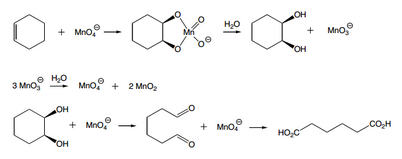 + MnO₄⊖ → O Mn O O O⊖ H₂O → OH OH + MnO₃⊖
3 MnO₃⊖ H₂O → MnO₄⊖ + 2 MnO₂
OH OH + MnO₄⊖ → O O + MnO₄⊖ → HO₂C CO₂H